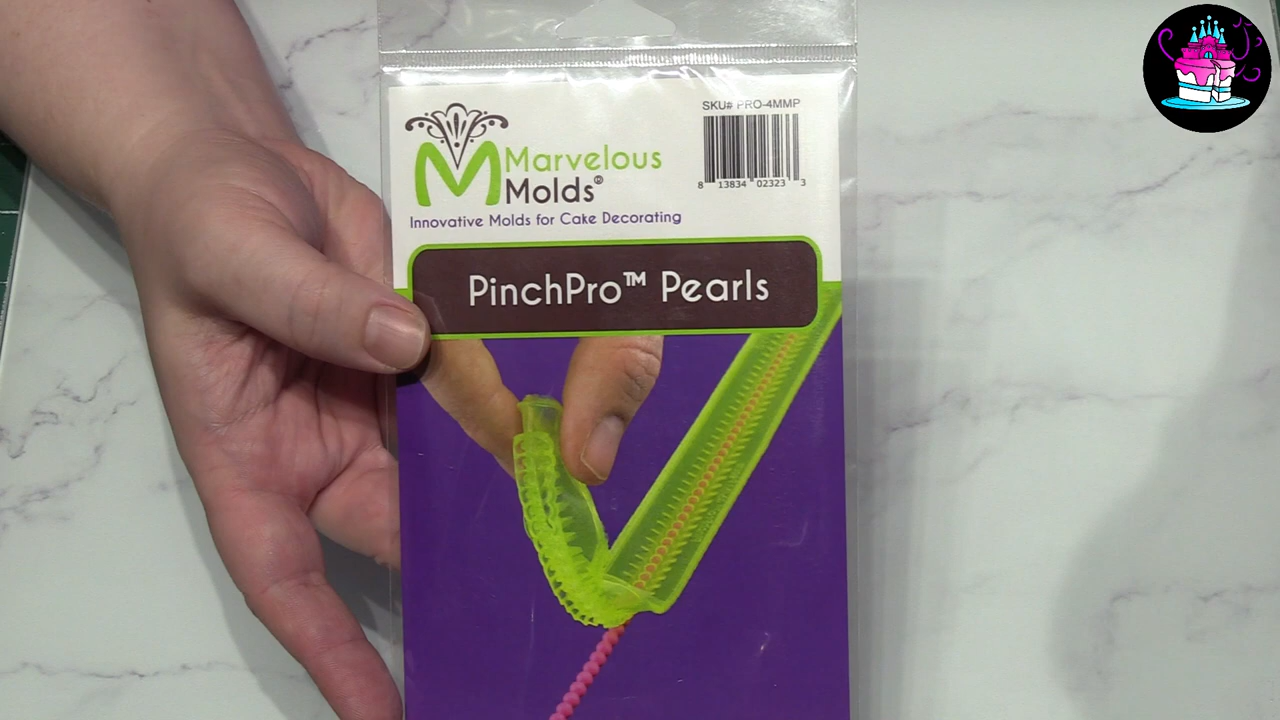 SKU# PRO-4MMP
8 13834 02323 3
Marvelous
Molds®
Innovative Molds for Cake Decorating
PinchPro™ Pearls